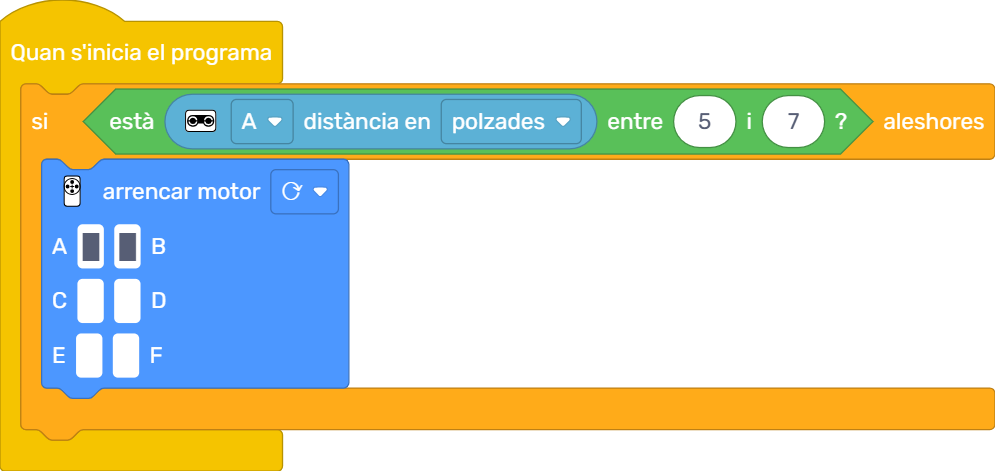 Quan s'inicia el programa
si està A distància en polzades entre 5 i 7 ? aleshores
arrencar motor
A B
C D
E F